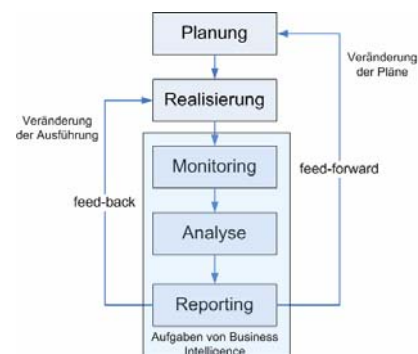 Planung
Veränderung
der Pläne
Realisierung
Veränderung
der Ausführung
Monitoring
feed-forward
feed-back
Analyse
Reporting
Aufgaben von Business
Intelligence